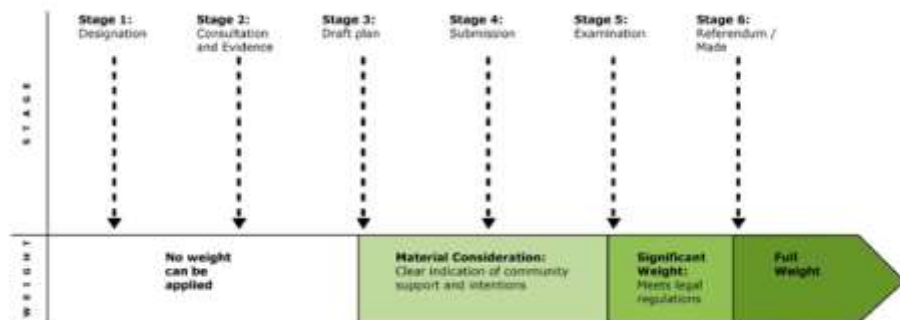 Stage 1:
Designation
Stage 2:
Consultation
and Evidence
Stage 3:
Draft plan
Stage 4:
Submission
Stage 5:
Examination
Stage 6:
Referendum /
Made
STAGE
WEIGHT
No weight
can be
applied
Material Consideration:
Clear indication of community
support and intentions
Significant
Weight:
Meets legal
regulations
Full
Weight